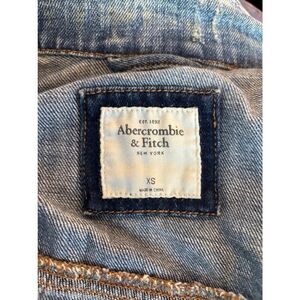 EST. 1892
Abercrombie
& Fitch
NEW YORK
XS
MADE IN CHINA